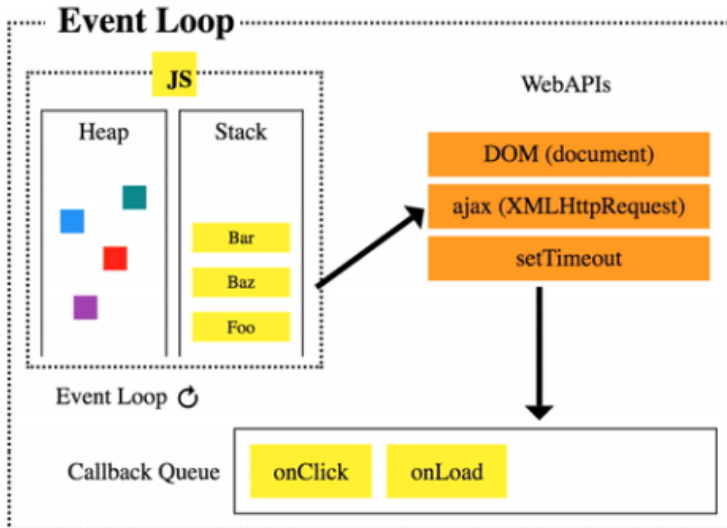 Event Loop
JS
WebAPIs
Heap
Stack
DOM (document)
ajax (XMLHttpRequest)
setTimeout
Bar
Baz
Foo
Event Loop
Callback Queue
onClick
onLoad